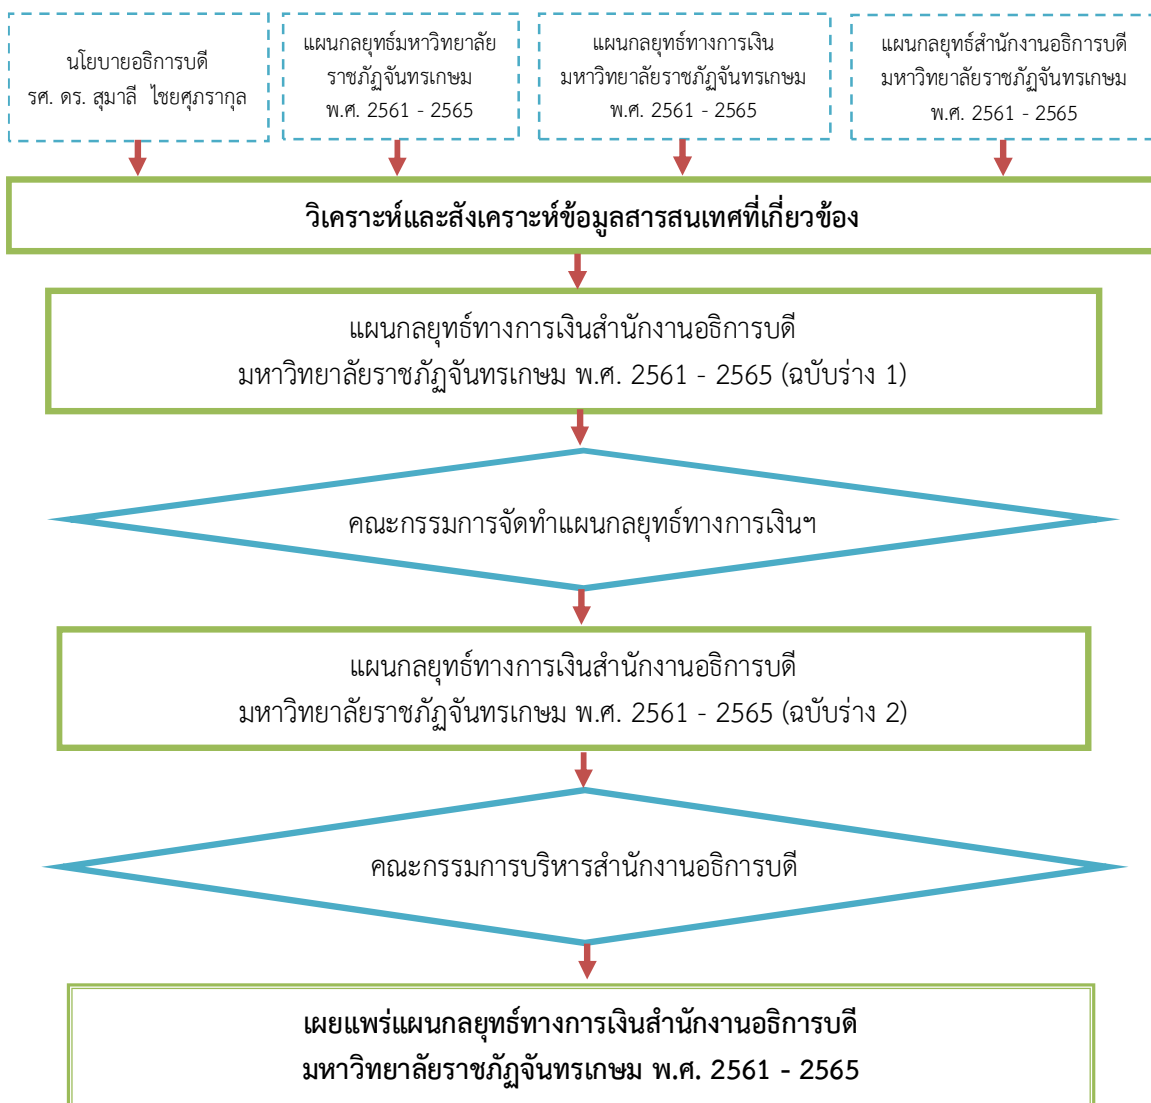 นโยบายอธิการบดี
รศ. ดร. สุมาลี ไชยศุภรากุล
แผนกลยุทธ์มหาวิทยาลัย
ราชภัฏจันทรเกษม
พ.ศ. 2561 - 2565
แผนกลยุทธ์ทางการเงิน
มหาวิทยาลัยราชภัฏจันทรเกษม
พ.ศ. 2561 - 2565
แผนกลยุทธ์สำนักงานอธิการบดี
มหาวิทยาลัยราชภัฏจันทรเกษม
พ.ศ. 2561 - 2565
วิเคราะห์และสังเคราะห์ข้อมูลสารสนเทศที่เกี่ยวข้อง
แผนกลยุทธ์ทางการเงินสำนักงานอธิการบดี
มหาวิทยาลัยราชภัฏจันทรเกษม พ.ศ. 2561 - 2565 (ฉบับร่าง 1)
คณะกรรมการจัดทำแผนกลยุทธ์ทางการเงินฯ
แผนกลยุทธ์ทางการเงินสำนักงานอธิการบดี
มหาวิทยาลัยราชภัฏจันทรเกษม พ.ศ. 2561 - 2565 (ฉบับร่าง 2)
คณะกรรมการบริหารสำนักงานอธิการบดี
เผยแพร่แผนกลยุทธ์ทางการเงินสำนักงานอธิการบดี
มหาวิทยาลัยราชภัฏจันทรเกษม พ.ศ. 2561 - 2565